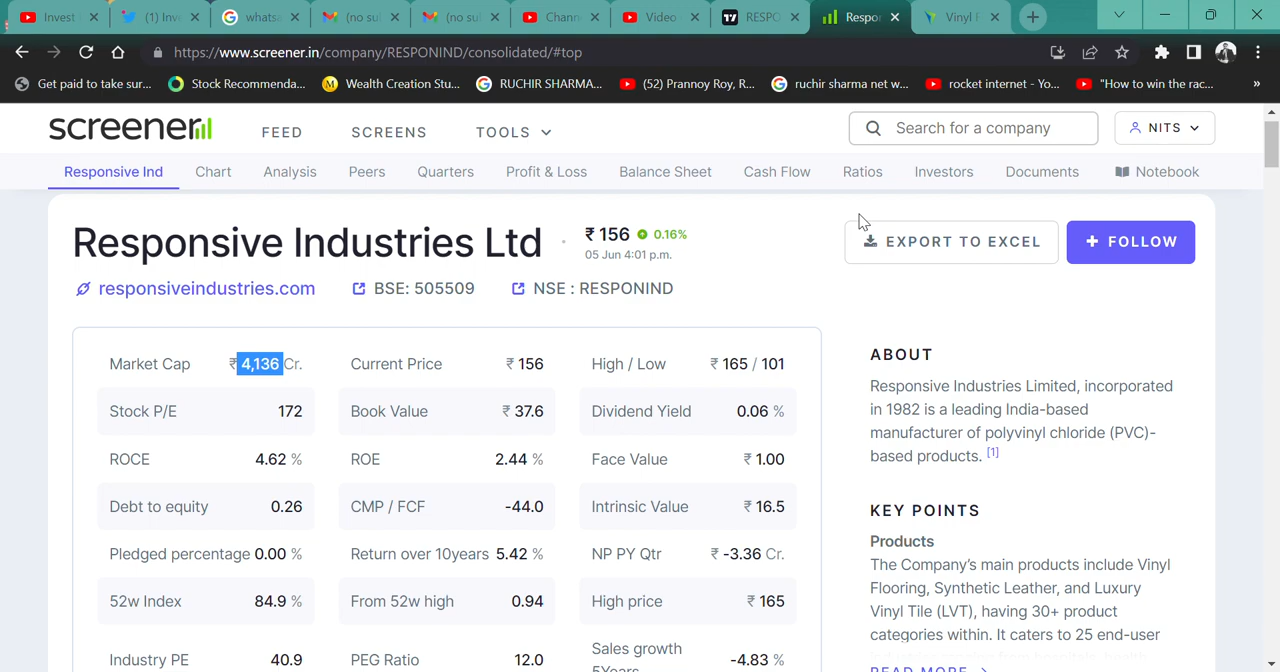 Invest
(1) Inv
whats
(no su
(no su
Chann
Video
RESPO
Respo
Vinyl F
https://www.screener.in/company/RESPONIND/consolidated/#top
Get paid to take sur...
Stock Recommenda...
Wealth Creation Stu...
RUCHIR SHARMA...
(52) Prannoy Roy, R...
ruchir sharma net w...
rocket internet - Yo...
"How to win the rac...
»
screener
FEED
SCREENS
TOOLS
Search for a company
NITS
Responsive Ind
Chart
Analysis
Peers
Quarters
Profit & Loss
Balance Sheet
Cash Flow
Ratios
Investors
Documents
Notebook
Responsive Industries Ltd
₹ 156 0.16%
05 Jun 4:01 p.m.
EXPORT TO EXCEL
+ FOLLOW
responsiveindustries.com
BSE: 505509
NSE : RESPONIND
Market Cap ₹ 4,136 Cr.
Current Price ₹ 156
High / Low ₹ 165 / 101
Stock P/E 172
Book Value ₹ 37.6
Dividend Yield 0.06 %
ROCE 4.62 %
ROE 2.44 %
Face Value ₹ 1.00
Debt to equity 0.26
CMP / FCF -44.0
Intrinsic Value ₹ 16.5
Pledged percentage 0.00 %
Return over 10years 5.42 %
NP PY Qtr ₹ -3.36 Cr.
52w Index 84.9 %
From 52w high 0.94
High price ₹ 165
Industry PE 40.9
PEG Ratio 12.0
Sales growth -4.83 %
ABOUT
Responsive Industries Limited, incorporated
in 1982 is a leading India-based
manufacturer of polyvinyl chloride (PVC)-
based products. [1]
KEY POINTS
Products
The Company's main products include Vinyl
Flooring, Synthetic Leather, and Luxury
Vinyl Tile (LVT), having 30+ product
categories within. It caters to 25 end-user
READ MORE